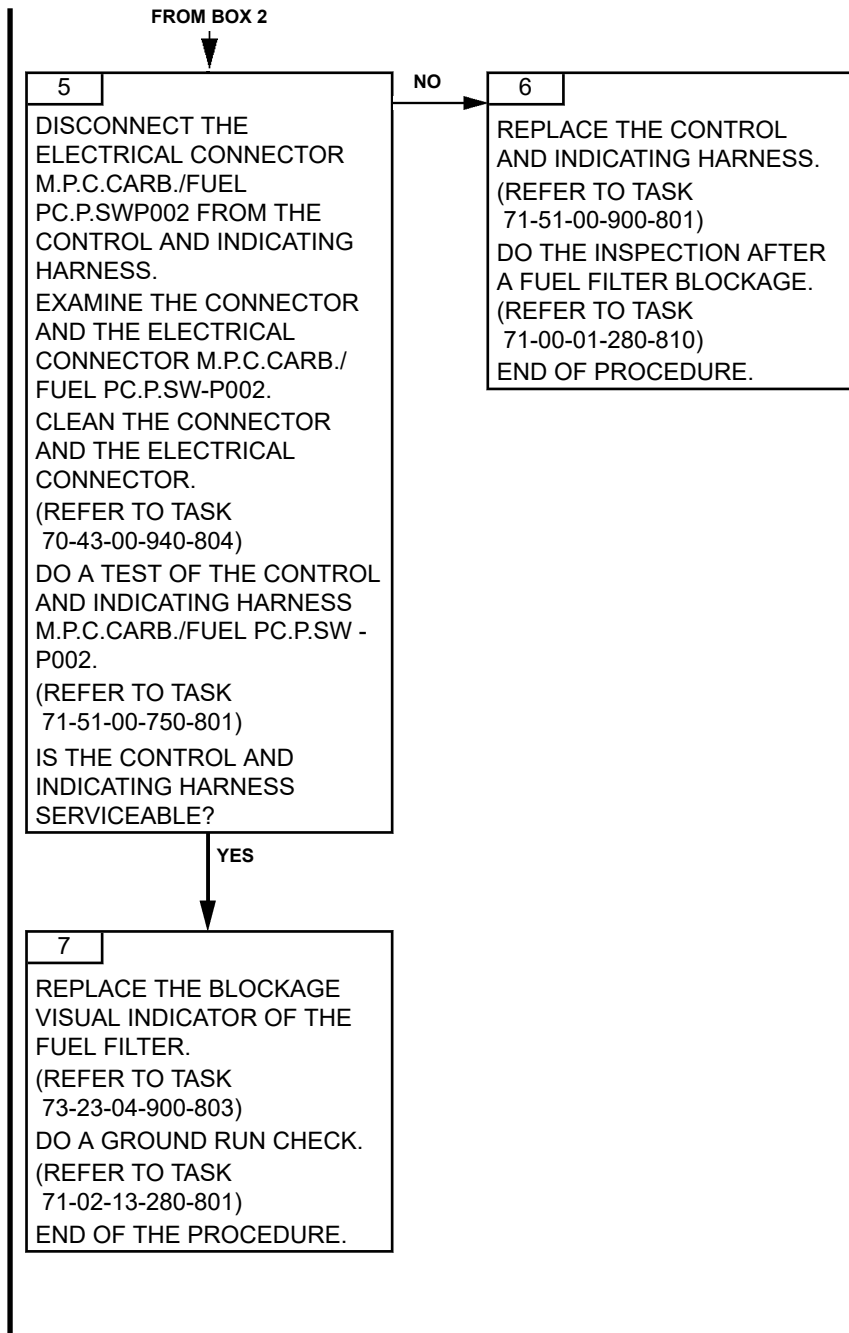 FROM BOX 2
5
DISCONNECT THE
ELECTRICAL CONNECTOR
M.P.C.CARB./FUEL
PC.P.SWP002 FROM THE
CONTROL AND INDICATING
HARNESS.
EXAMINE THE CONNECTOR
AND THE ELECTRICAL
CONNECTOR M.P.C.CARB./
FUEL PC.P.SW-P002.
CLEAN THE CONNECTOR
AND THE ELECTRICAL
CONNECTOR.
(REFER TO TASK
70-43-00-940-804)
DO A TEST OF THE CONTROL
AND INDICATING HARNESS
M.P.C.CARB./FUEL PC.P.SW -
P002.
(REFER TO TASK
71-51-00-750-801)
IS THE CONTROL AND
INDICATING HARNESS
SERVICEABLE?
NO
6
REPLACE THE CONTROL
AND INDICATING HARNESS.
(REFER TO TASK
71-51-00-900-801)
DO THE INSPECTION AFTER
A FUEL FILTER BLOCKAGE.
(REFER TO TASK
71-00-01-280-810)
END OF PROCEDURE.
YES
7
REPLACE THE BLOCKAGE
VISUAL INDICATOR OF THE
FUEL FILTER.
(REFER TO TASK
73-23-04-900-803)
DO A GROUND RUN CHECK.
(REFER TO TASK
71-02-13-280-801)
END OF THE PROCEDURE.